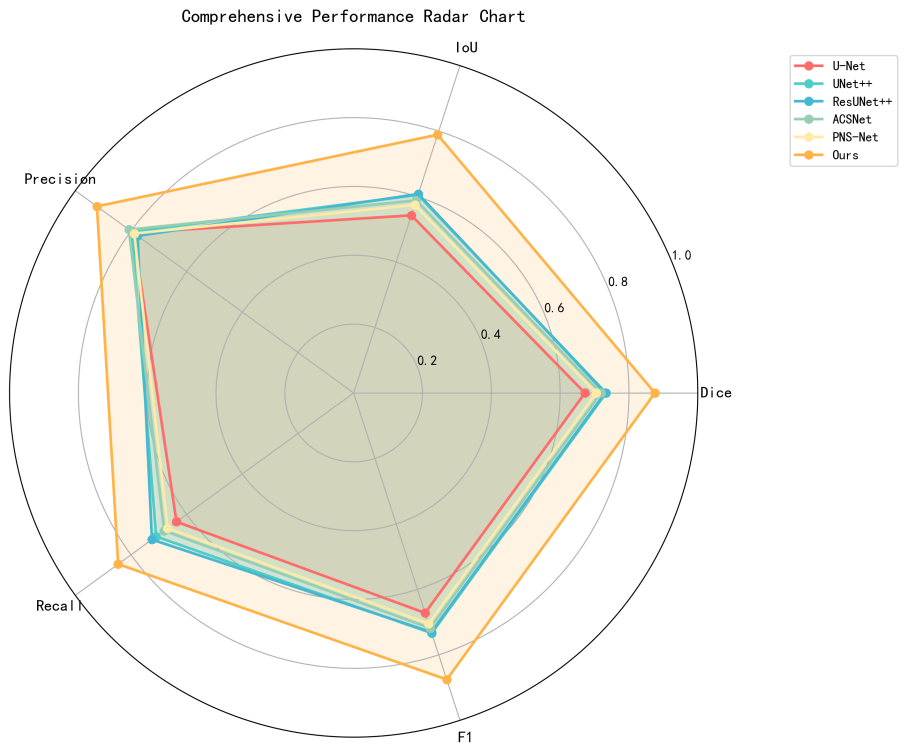 Comprehensive Performance Radar Chart
IoU
U-Net
UNet++
ResUNet++
ACSNet
PNS-Net
Ours
Precision
1.0
0.8
0.6
0.4
0.2
Dice
Recall
F1